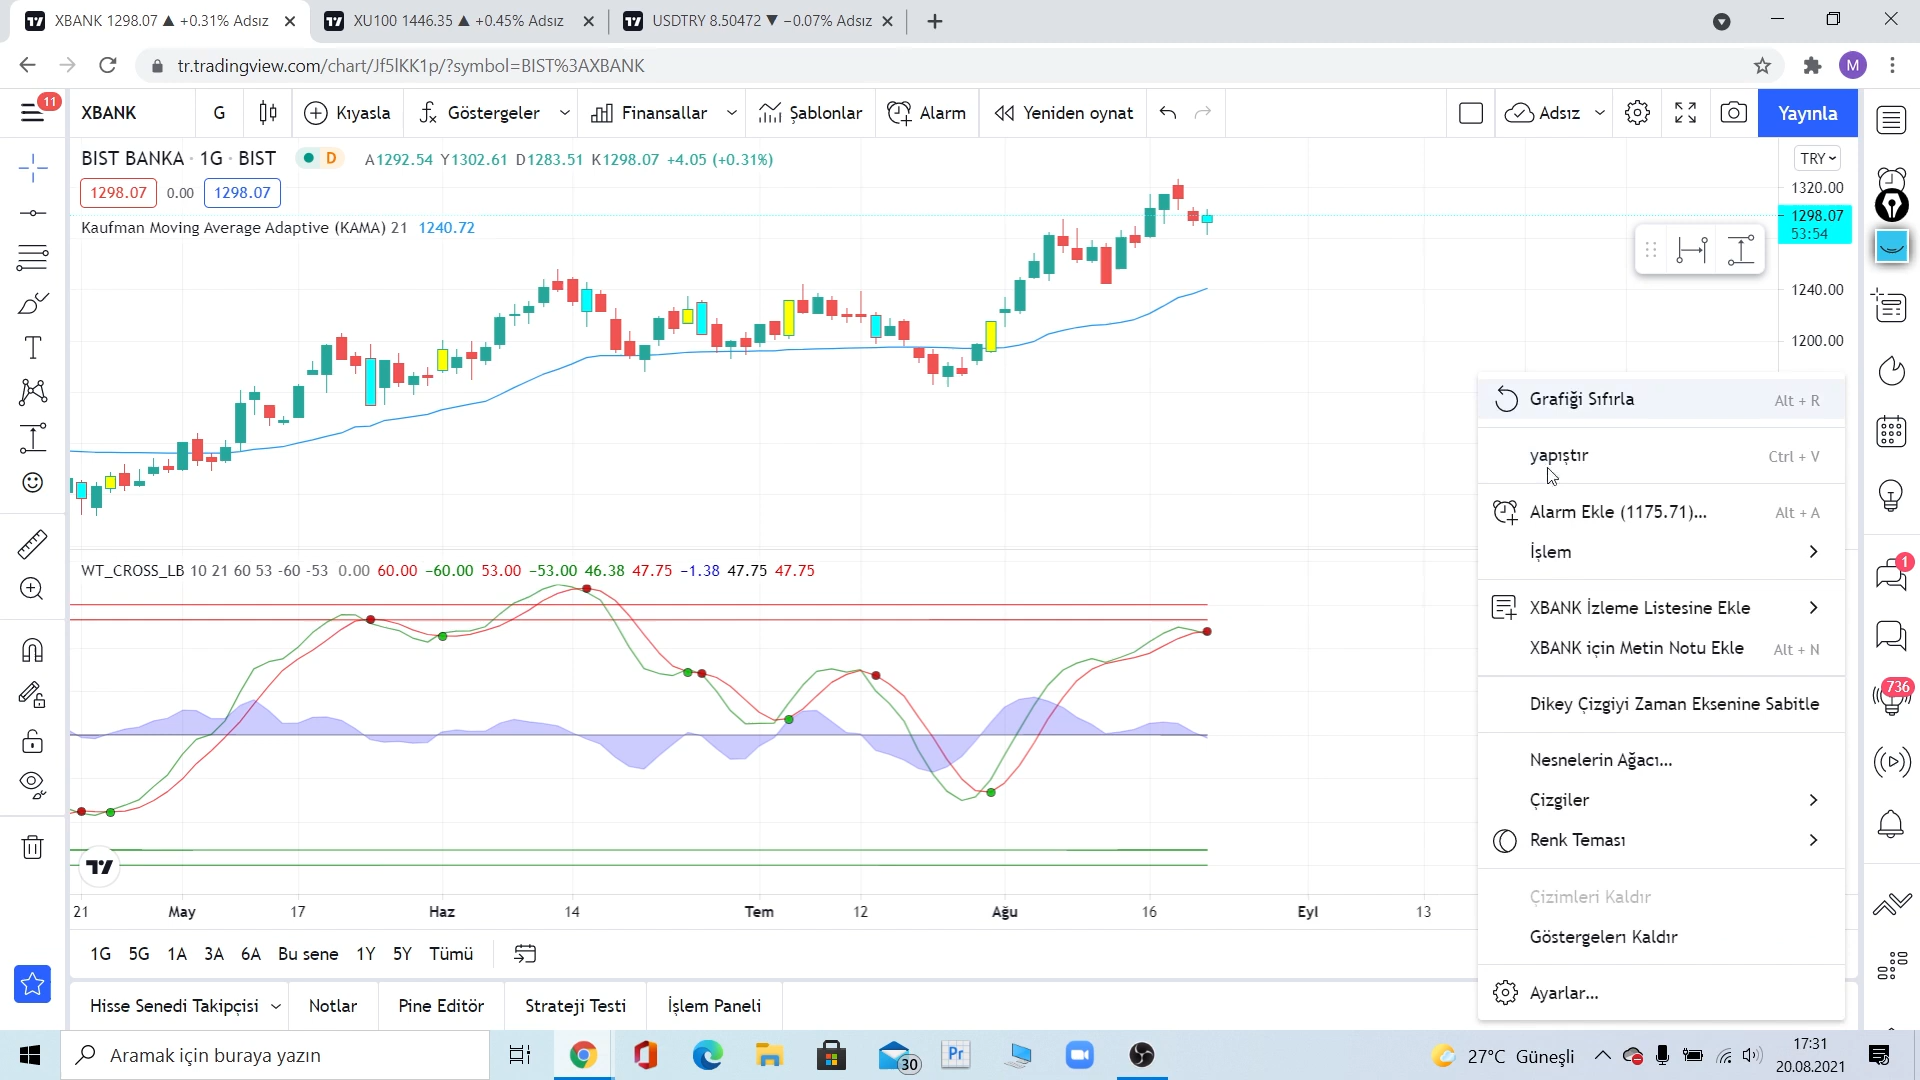 XBANK 1298.07 ▲ +0.31% Adsız
XU100 1446.35 ▲ +0.45% Adsız
USDTRY 8.50472 ▼ −0.07% Adsız
tr.tradingview.com/chart/Jf5lKK1p/?symbol=BIST%3AXBANK
M
11
XBANK
G
Kıyasla
Göstergeler
Finansallar
Şablonlar
Alarm
Yeniden oynat
Adsız
Yayınla
BIST BANKA · 1G · BIST
D
A1292.54 Y1302.61 D1283.51 K1298.07 +4.05 (+0.31%)
TRY
1298.07
0.00
1298.07
Kaufman Moving Average Adaptive (KAMA) 21 1240.72
1320.00
1298.07
53:54
1240.00
1200.00
Grafiği Sıfırla Alt + R
yapıştır Ctrl + V
Alarm Ekle (1175.71)... Alt + A
İşlem
XBANK İzleme Listesine Ekle
XBANK için Metin Notu Ekle Alt + N
Dikey Çizgiyi Zaman Eksenine Sabitle
Nesnelerin Ağacı...
Çizgiler
Renk Teması
Çizimleri Kaldır
Göstergeleri Kaldır
Ayarlar...
1
736
WT_CROSS_LB 10 21 60 53 -60 -53 0.00 60.00 −60.00 53.00 −53.00 46.38 47.75 −1.38 47.75 47.75
21 May 17 Haz 14 Tem 12 Ağu 16 Eyl 13
1G 5G 1A 3A 6A Bu sene 1Y 5Y Tümü
Hisse Senedi Takipçisi
Notlar
Pine Editör
Strateji Testi
İşlem Paneli
Aramak için buraya yazın
30
Pr
27°C Güneşli
17:31
20.08.2021